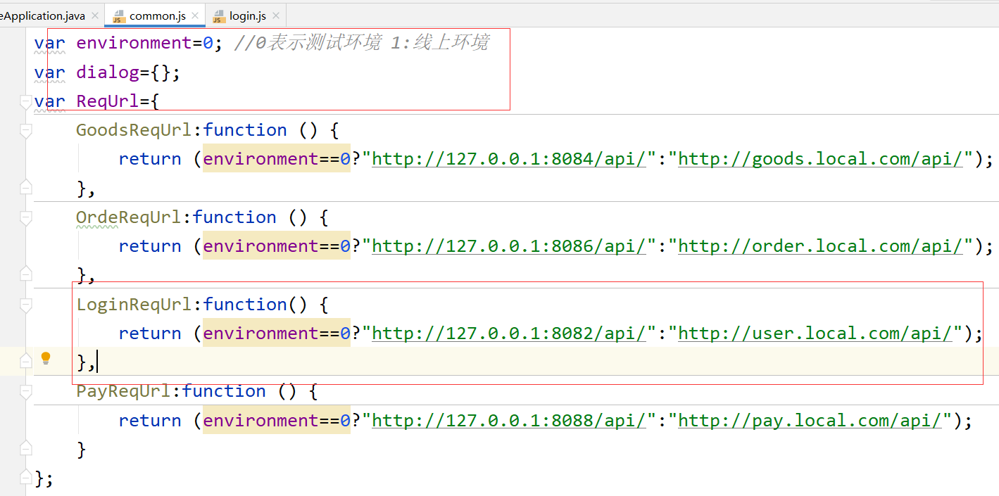 eApplication.java common.js login.js
var environment=0; //0表示测试环境 1:线上环境
var dialog={};
var ReqUrl={
GoodsReqUrl:function () {
return (environment==0?"http://127.0.0.1:8084/api/":"http://goods.local.com/api/");
},
OrdeReqUrl:function () {
return (environment==0?"http://127.0.0.1:8086/api/":"http://order.local.com/api/");
},
LoginReqUrl:function() {
return (environment==0?"http://127.0.0.1:8082/api/":"http://user.local.com/api/");
},
PayReqUrl:function () {
return (environment==0?"http://127.0.0.1:8088/api/":"http://pay.local.com/api/");
}
};